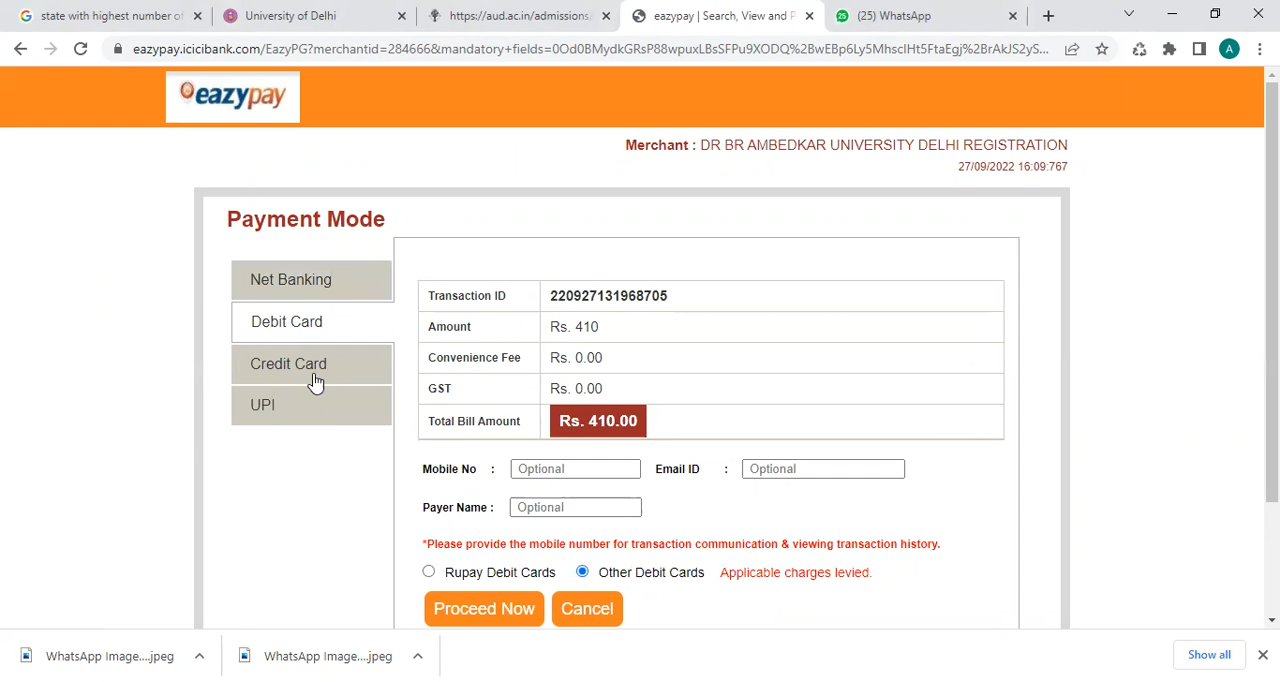 state with highest number of
University of Delhi
https://aud.ac.in/admissions
eazypay | Search, View and P
(25) WhatsApp
eazypay.icicibank.com/EazyPG?merchantid=284666&mandatory+fields=0Od0BMydkGRsP88wpuxLBsSFPu9XODQ%2BwEBp6Ly5MhsclHt5FtaEgj%2BrAkJS2yS...
A
eazypay
Merchant : DR BR AMBEDKAR UNIVERSITY DELHI REGISTRATION
27/09/2022 16:09:767
Payment Mode
Net Banking
Debit Card
Credit Card
UPI
Transaction ID 220927131968705
Amount Rs. 410
Convenience Fee Rs. 0.00
GST Rs. 0.00
Total Bill Amount Rs. 410.00
Mobile No : Optional Email ID : Optional
Payer Name : Optional
*Please provide the mobile number for transaction communication & viewing transaction history.
Rupay Debit Cards Other Debit Cards Applicable charges levied.
Proceed Now Cancel
WhatsApp Image....jpeg WhatsApp Image....jpeg Show all